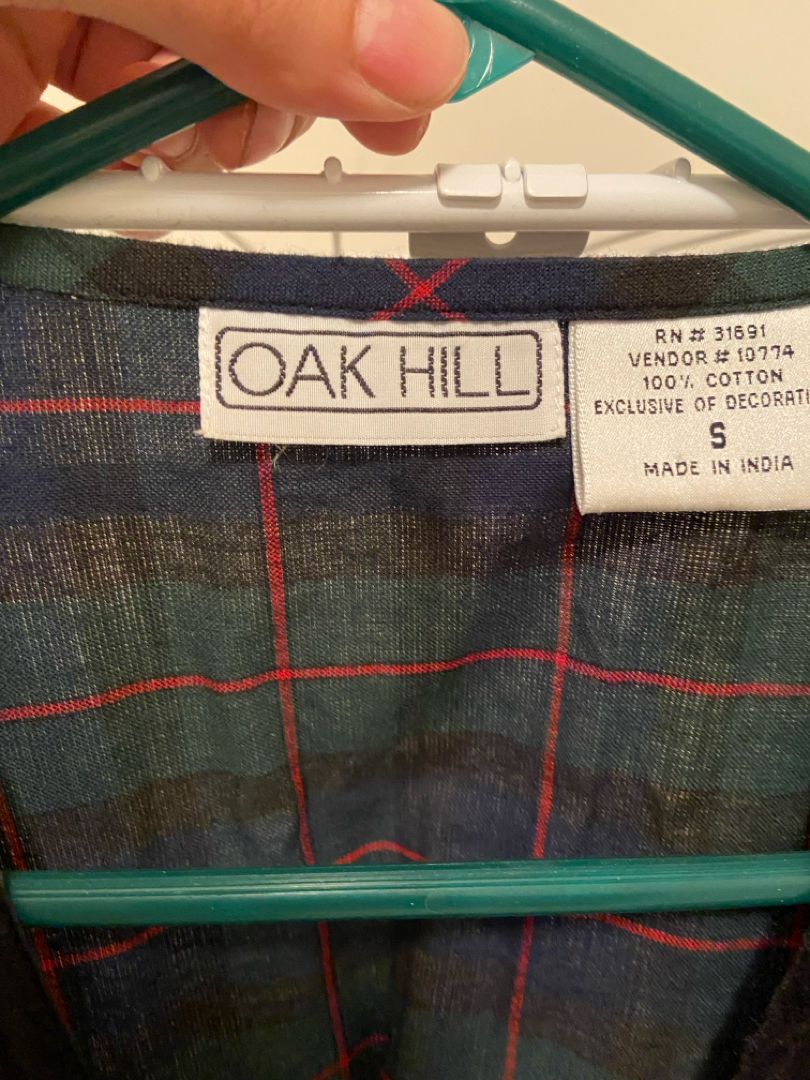 OAK HILL
RN # 31691
VENDOR # 10774
100% COTTON
EXCLUSIVE OF DECORATI
S
MADE IN INDIA